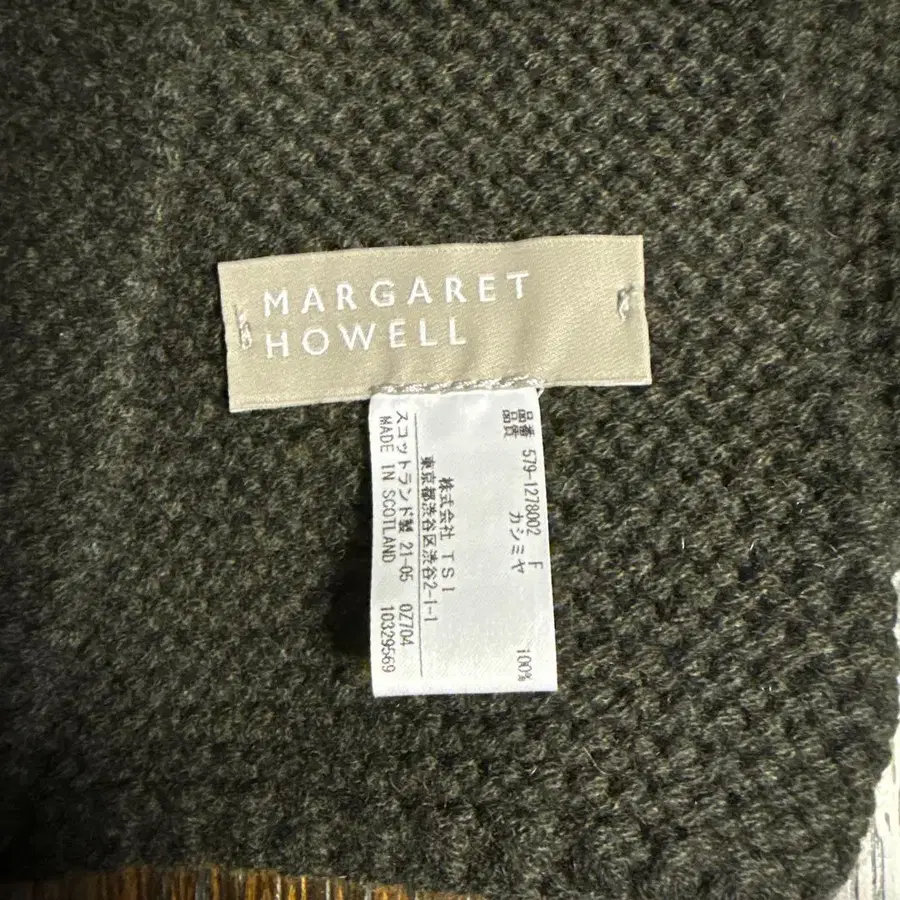 MARGARET
HOWELL
品番 579-1278002 F
品質 カシミヤ 100%
株式会社 TSI
東京都渋谷区渋谷2-1-1
スコットランド製 21-05 0Z704
MADE IN SCOTLAND 10329569